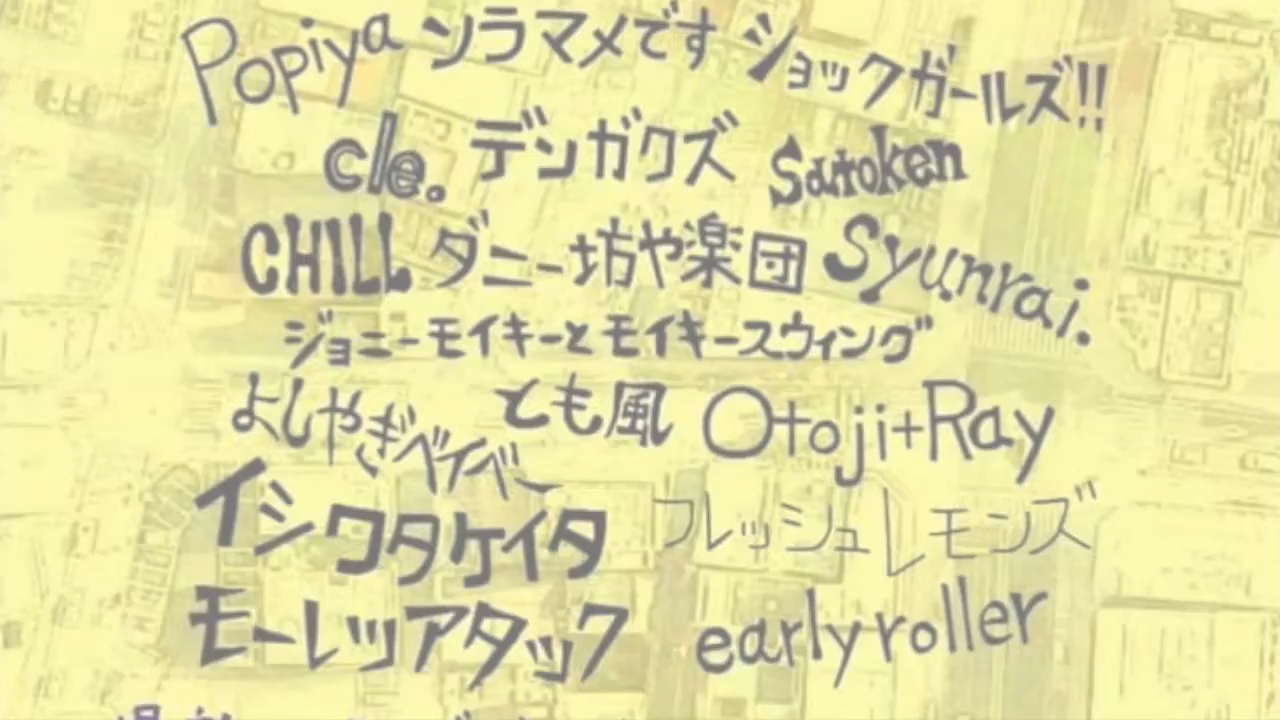 Popiya ソラマメです ショックガールズ!!
cle. デンガクズ Satoken
CHILL ダニー坊や楽団 Syunrai.
ジョニーモイキーとモイキースウィング
よしやぎベイベー とも風 Otoji+Ray
イシワタケイタ フレッシュレモンズ
モーレツアタック early roller